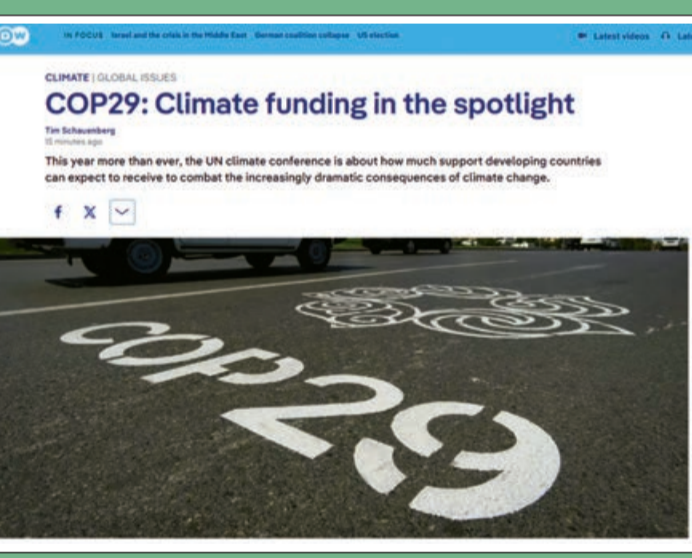 DW
IN FOCUS Israel and the crisis in the Middle East German coalition collapse US election
Latest videos
CLIMATE | GLOBAL ISSUES
COP29: Climate funding in the spotlight
Tim Schauenberg
15 minutes ago
This year more than ever, the UN climate conference is about how much support developing countries
can expect to receive to combat the increasingly dramatic consequences of climate change.
f X
COP29